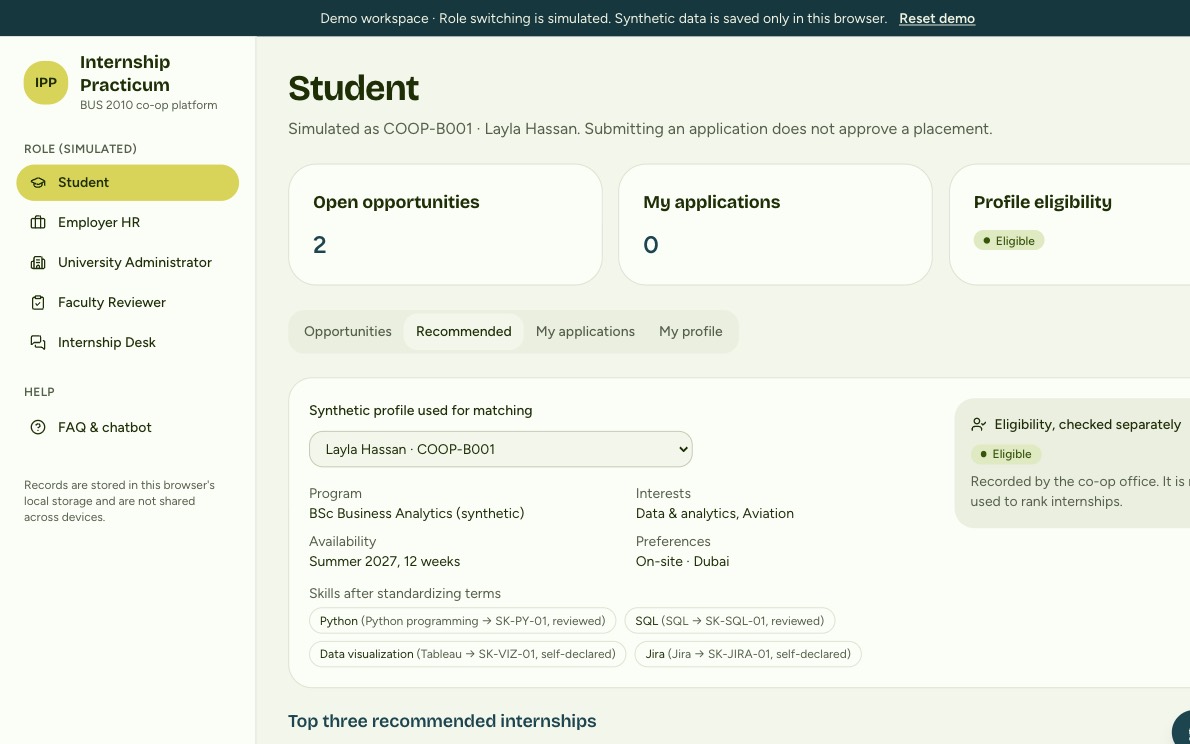 Demo workspace · Role switching is simulated. Synthetic data is saved only in this browser. Reset demo
IPP
Internship
Practicum
BUS 2010 co-op platform
ROLE (SIMULATED)
Student
Employer HR
University Administrator
Faculty Reviewer
Internship Desk
HELP
FAQ & chatbot
Records are stored in this browser's
local storage and are not shared
across devices.
Student
Simulated as COOP-B001 · Layla Hassan. Submitting an application does not approve a placement.
Open opportunities
2
My applications
0
Profile eligibility
Eligible
Opportunities Recommended My applications My profile
Synthetic profile used for matching
Layla Hassan · COOP-B001
Program
BSc Business Analytics (synthetic)
Interests
Data & analytics, Aviation
Availability
Summer 2027, 12 weeks
Preferences
On-site · Dubai
Skills after standardizing terms
Python (Python programming → SK-PY-01, reviewed) SQL (SQL → SK-SQL-01, reviewed)
Data visualization (Tableau → SK-VIZ-01, self-declared) Jira (Jira → SK-JIRA-01, self-declared)
Eligibility, checked separately
Eligible
Recorded by the co-op office. It is
used to rank internships.
Top three recommended internships